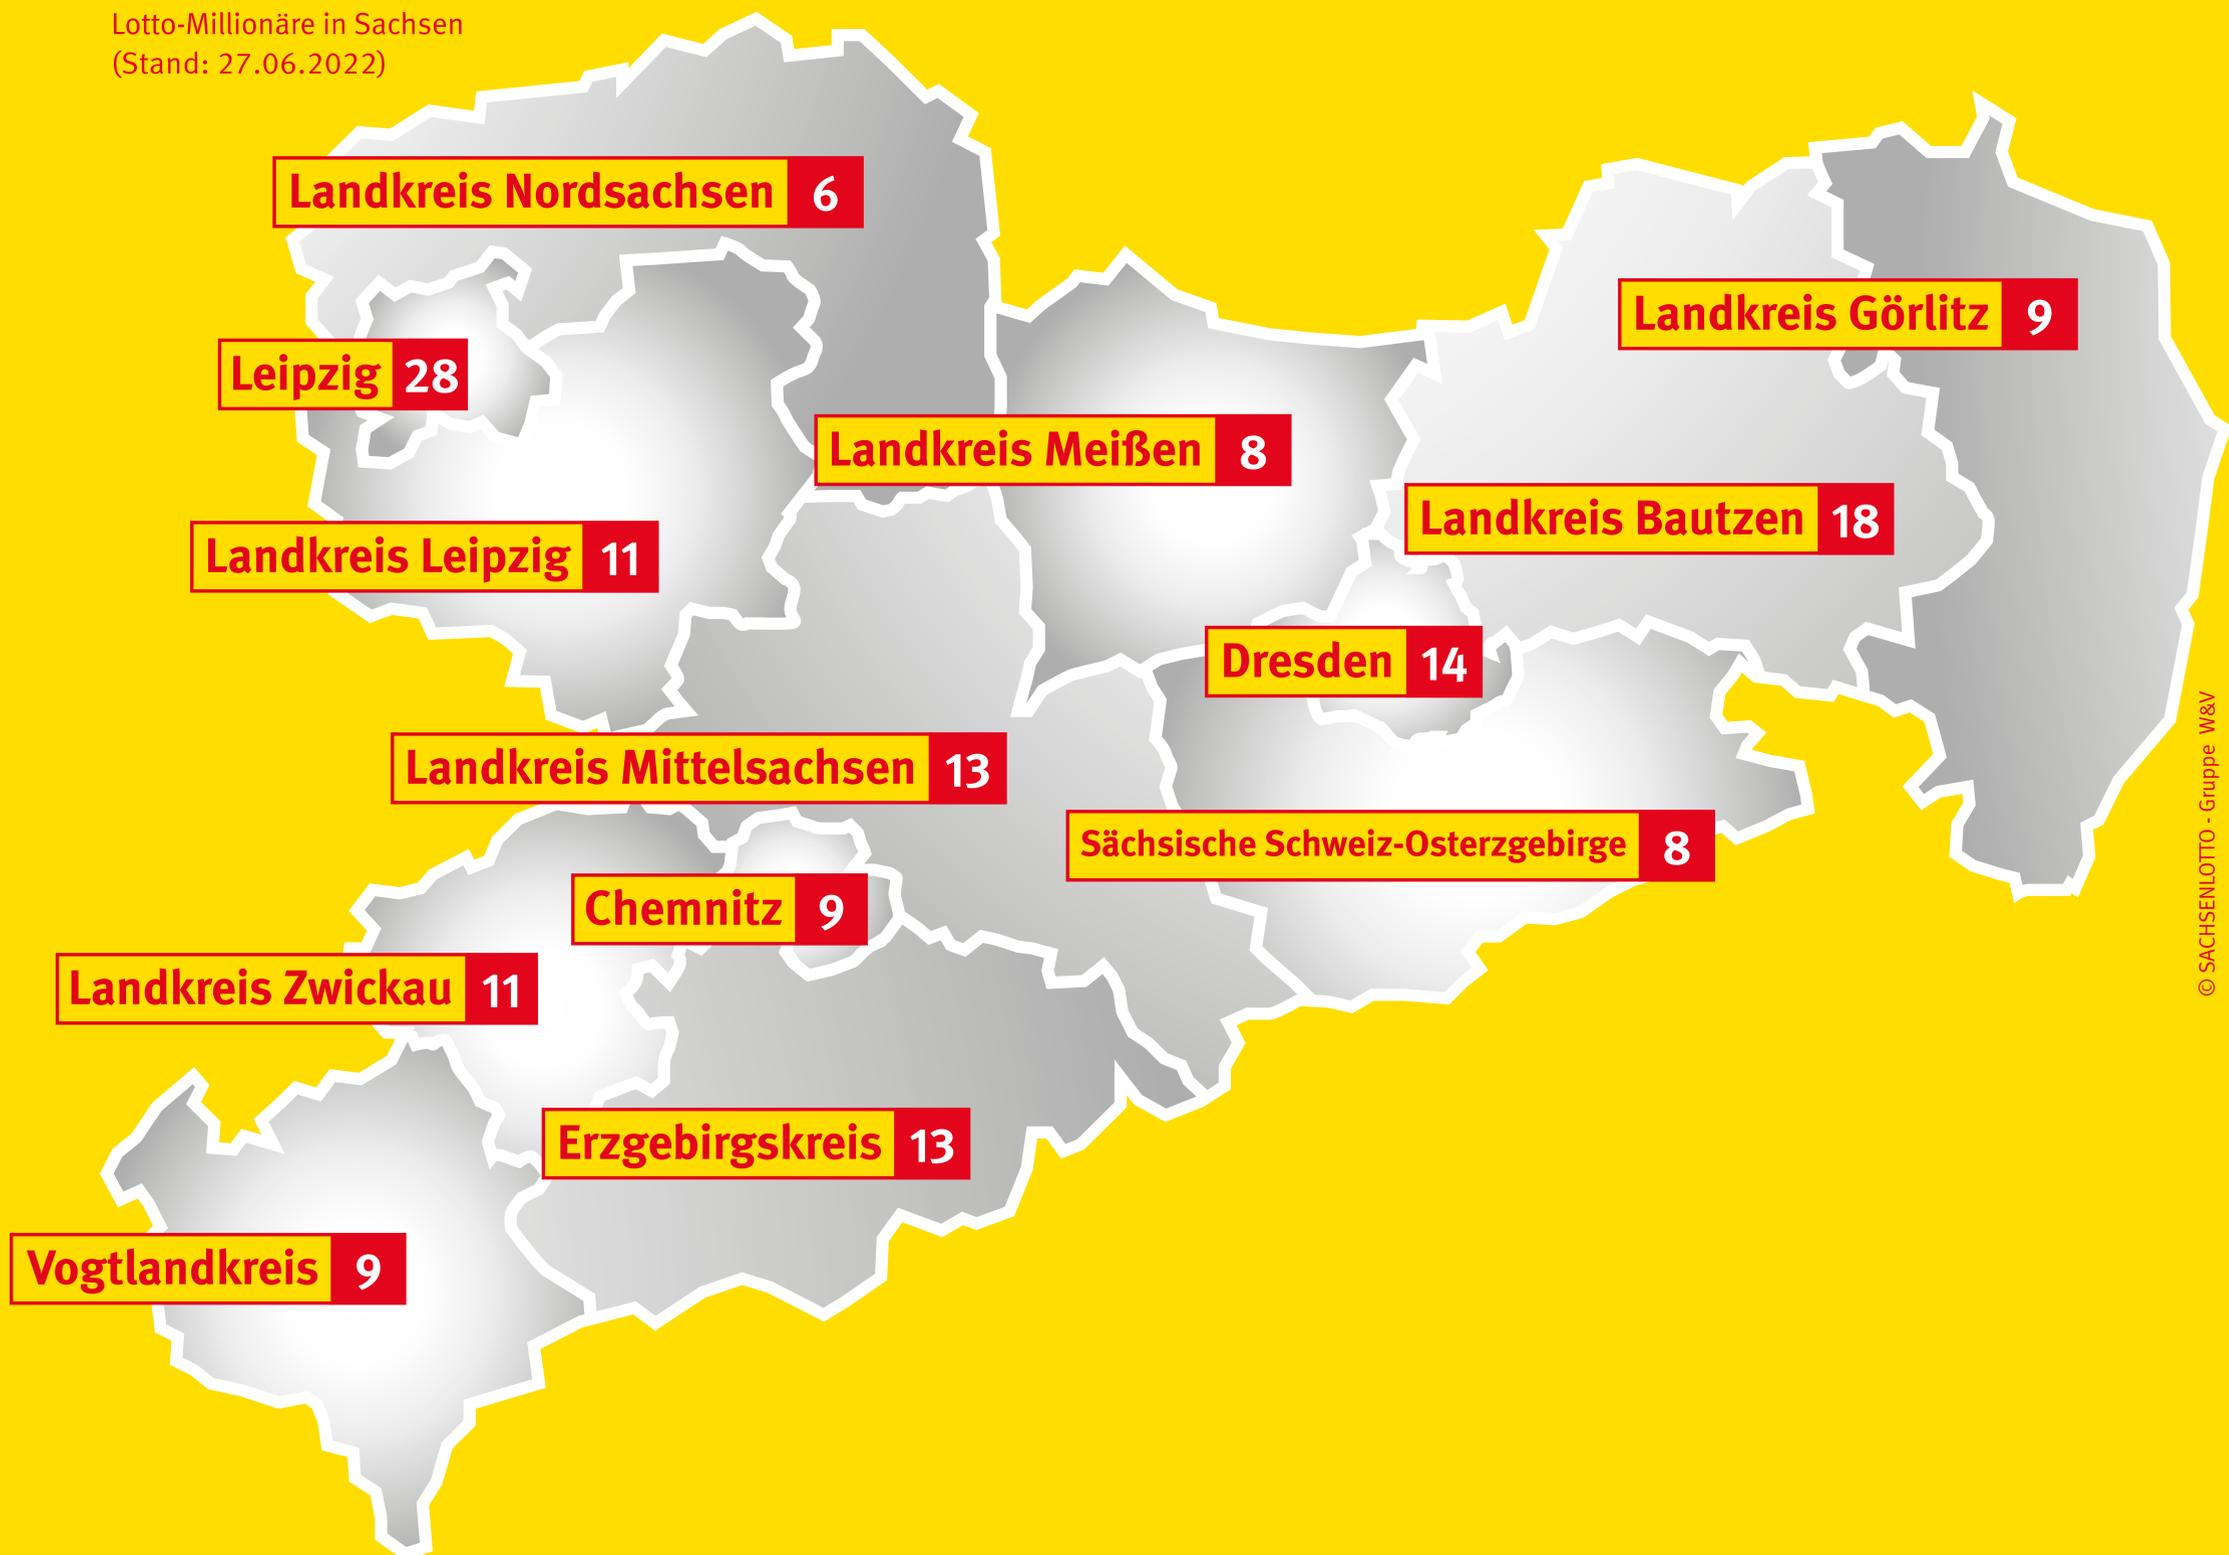 Lotto-Millionäre in Sachsen
(Stand: 27.06.2022)
Landkreis Nordsachsen 6
Landkreis Görlitz 9
Leipzig 28
Landkreis Meißen 8
Landkreis Bautzen 18
Landkreis Leipzig 11
Dresden 14
Landkreis Mittelsachsen 13
Sächsische Schweiz-Osterzgebirge 8
Chemnitz 9
Landkreis Zwickau 11
Erzgebirgskreis 13
Vogtlandkreis 9
© SACHSENLOTTO - Gruppe W&V